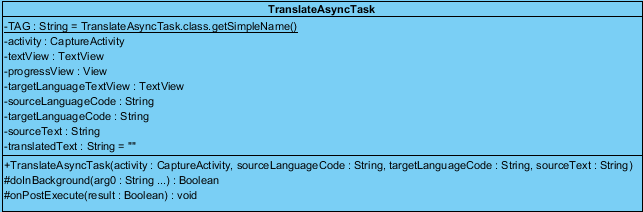 TranslateAsyncTask
-TAG : String = TranslateAsyncTask.class.getSimpleName()
-activity : CaptureActivity
-textView : TextView
-progressView : View
-targetLanguageTextView : TextView
-sourceLanguageCode : String
-targetLanguageCode : String
-sourceText : String
-translatedText : String = ""
+TranslateAsyncTask(activity : CaptureActivity, sourceLanguageCode : String, targetLanguageCode : String, sourceText : String)
#doInBackground(arg0 : String ...) : Boolean
#onPostExecute(result : Boolean) : void